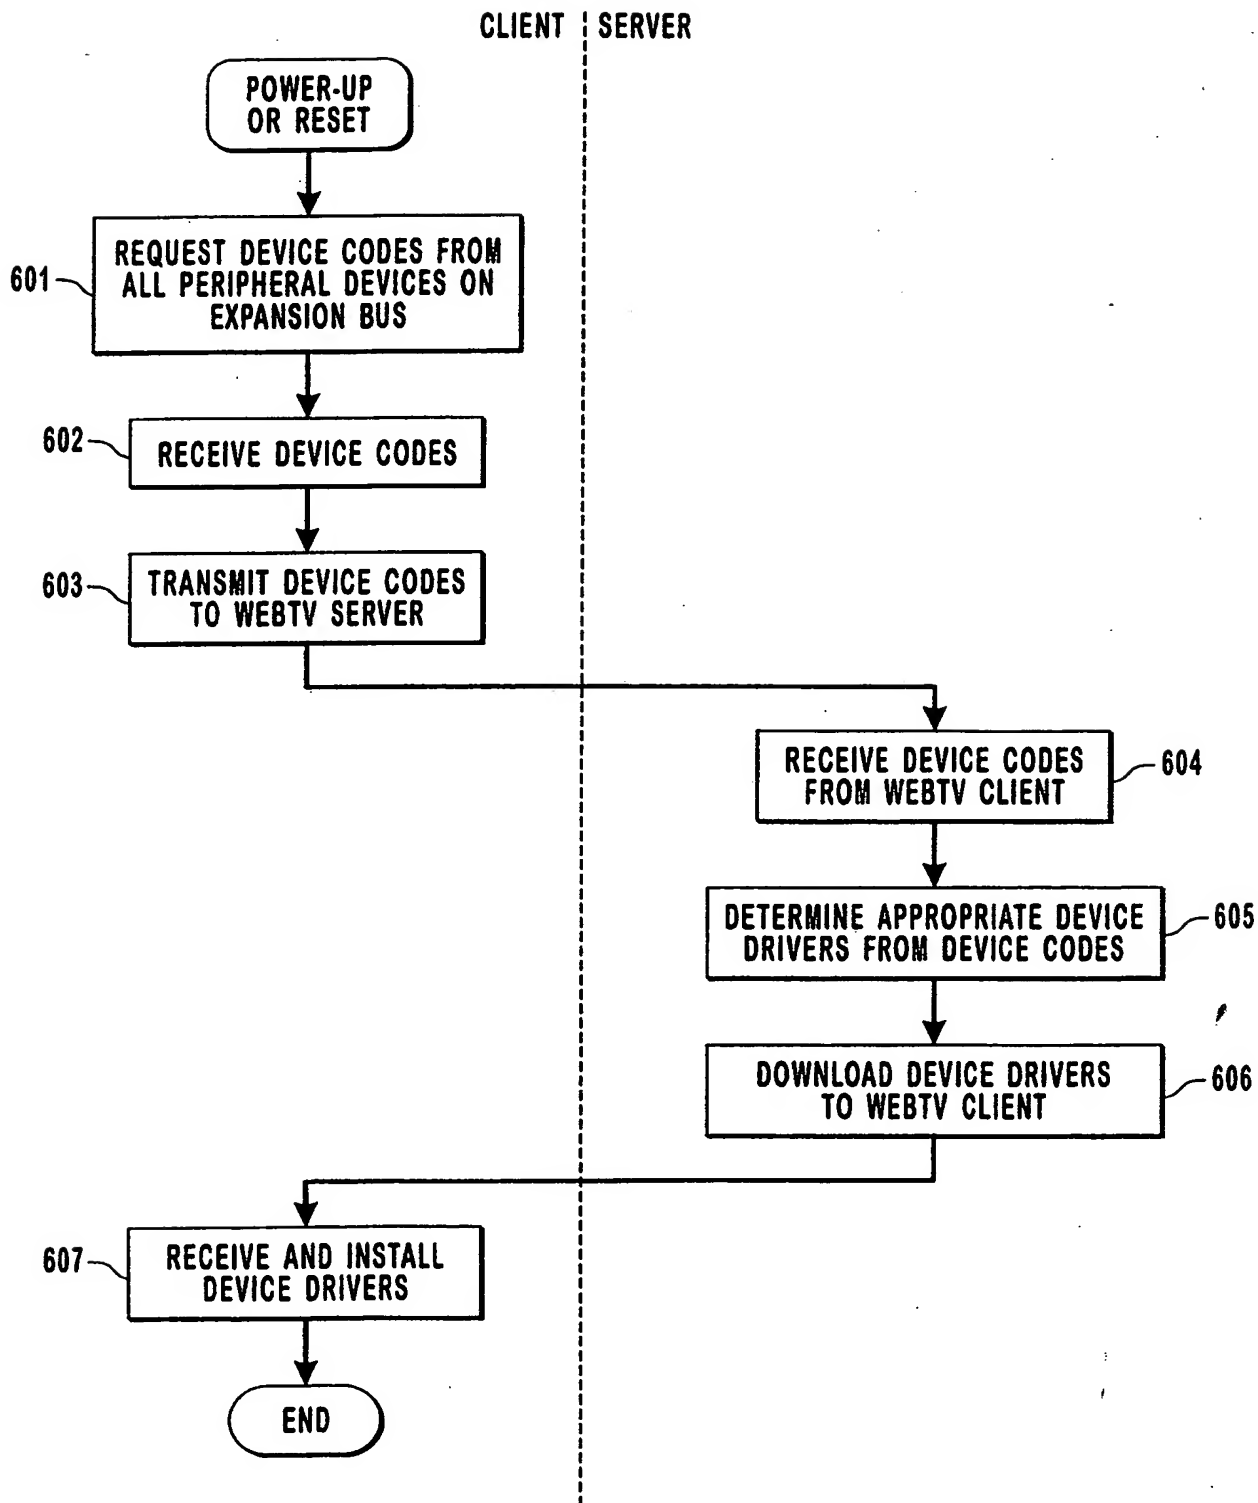 CLIENT SERVER
POWER-UP
OR RESET
601
REQUEST DEVICE CODES FROM
ALL PERIPHERAL DEVICES ON
EXPANSION BUS
602
RECEIVE DEVICE CODES
603
TRANSMIT DEVICE CODES
TO WEBTV SERVER
RECEIVE DEVICE CODES
FROM WEBTV CLIENT
604
DETERMINE APPROPRIATE DEVICE
DRIVERS FROM DEVICE CODES
605
DOWNLOAD DEVICE DRIVERS
TO WEBTV CLIENT
606
607
RECEIVE AND INSTALL
DEVICE DRIVERS
END